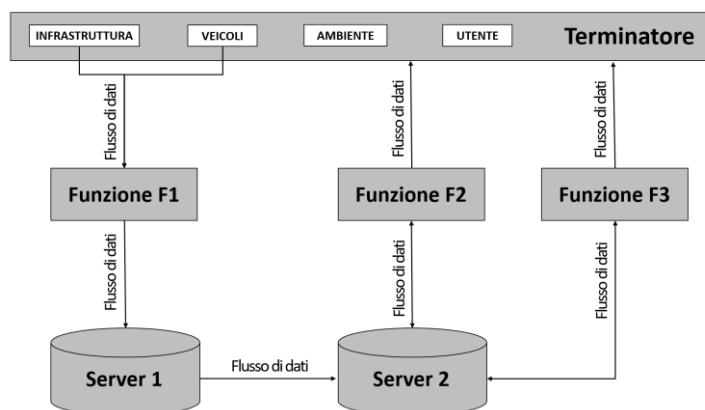 INFRASTRUTTURA
VEICOLI
AMBIENTE
UTENTE
Terminatore
Flusso di dati
Flusso di dati
Flusso di dati
Funzione F1
Funzione F2
Funzione F3
Flusso di dati
Flusso di dati
Flusso di dati
Server 1
Flusso di dati
Server 2